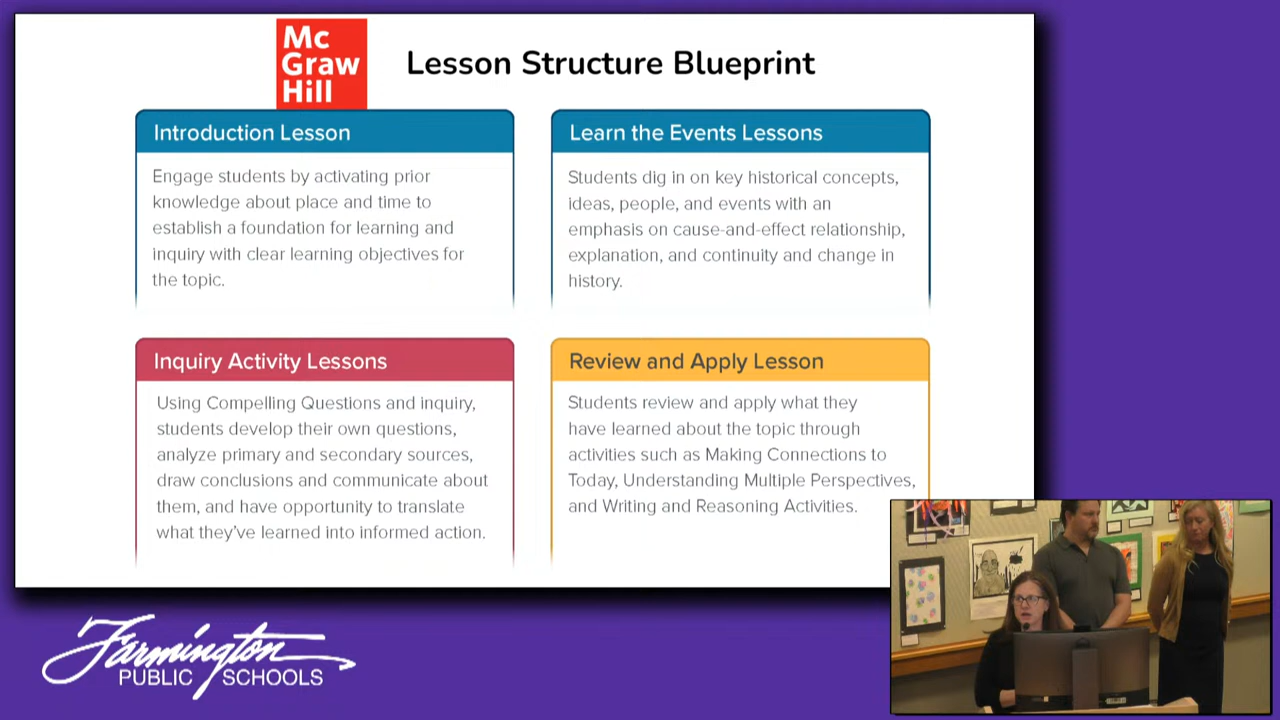 Mc
Graw
Hill
Lesson Structure Blueprint
Introduction Lesson
Engage students by activating prior
knowledge about place and time to
establish a foundation for learning and
inquiry with clear learning objectives for
the topic.
Learn the Events Lessons
Students dig in on key historical concepts,
ideas, people, and events with an
emphasis on cause-and-effect relationship,
explanation, and continuity and change in
history.
Inquiry Activity Lessons
Using Compelling Questions and inquiry,
students develop their own questions,
analyze primary and secondary sources,
draw conclusions and communicate about
them, and have opportunity to translate
what they’ve learned into informed action.
Review and Apply Lesson
Students review and apply what they
have learned about the topic through
activities such as Making Connections to
Today, Understanding Multiple Perspectives,
and Writing and Reasoning Activities.
Farmington
PUBLIC SCHOOLS